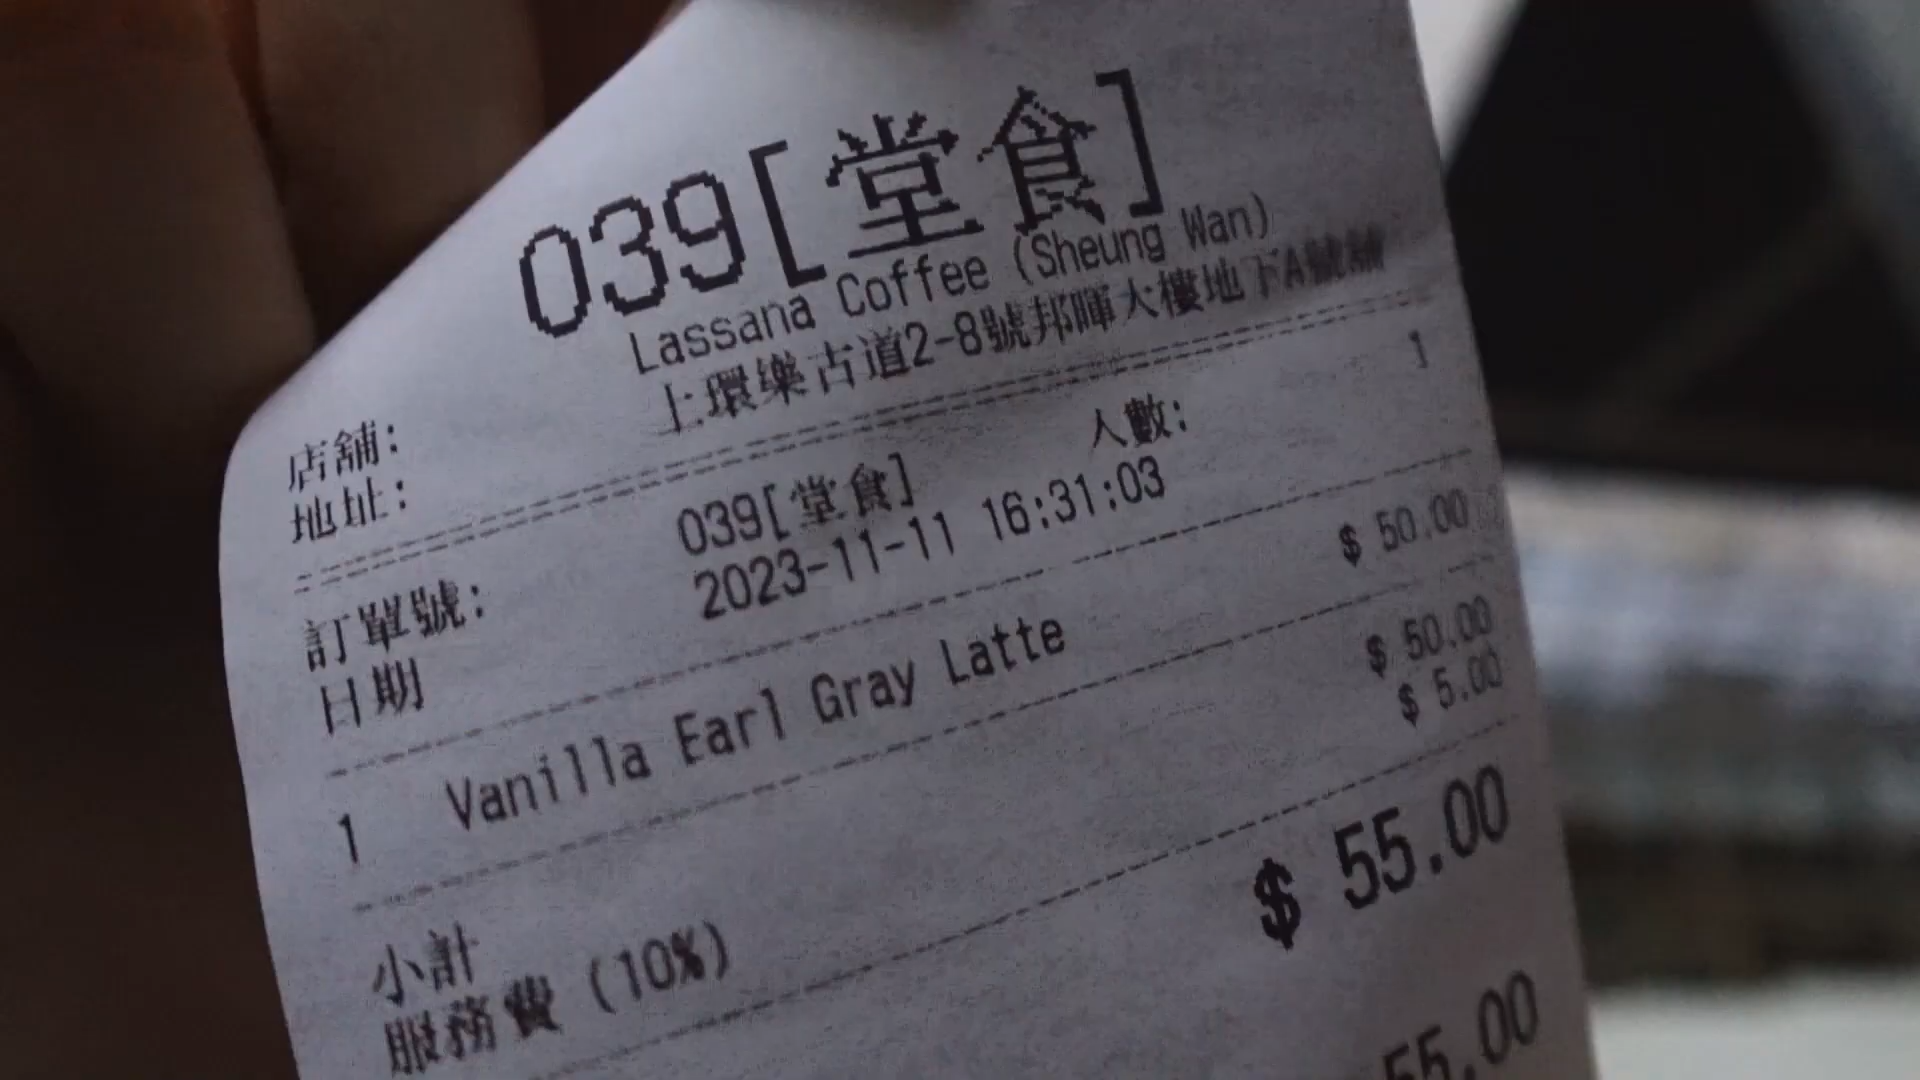 039[堂食]
店舖: Lassana Coffee (Sheung Wan)
地址: 上環樂古道2-8號邦暉大樓地下A號舖
訂單號: 039[堂食] 人數: 1
日期 2023-11-11 16:31:03
1 Vanilla Earl Gray Latte $ 50.00
小計 $ 50.00
服務費 (10%) $ 5.00
$ 55.00
55.00